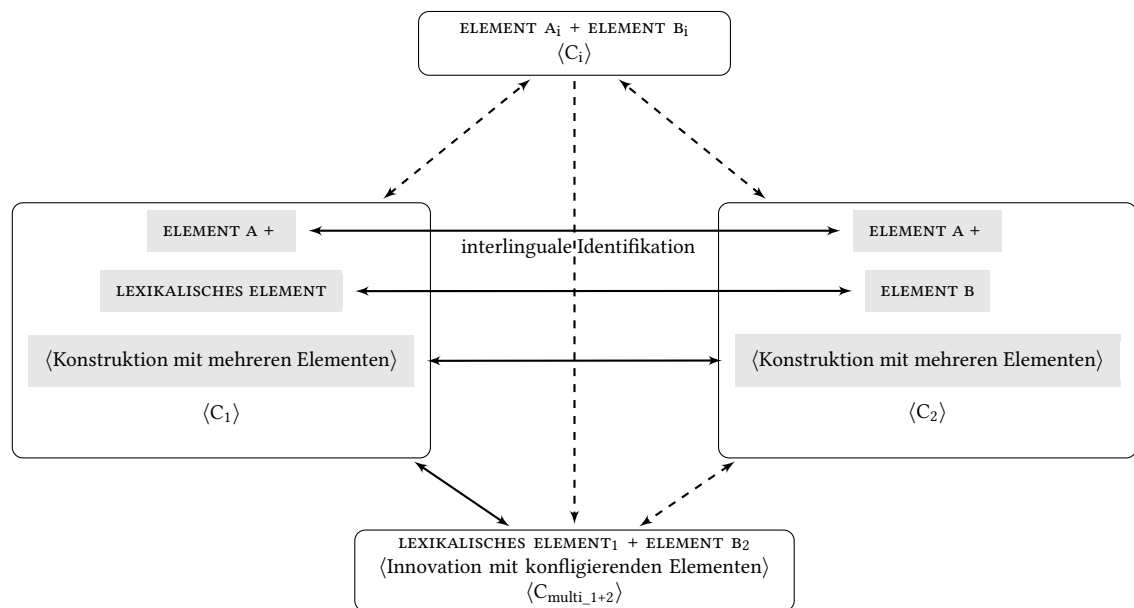 ELEMENT Aᵢ + ELEMENT Bᵢ
⟨Cᵢ⟩
ELEMENT A +
ELEMENT A +
interlinguale Identifikation
LEXIKALISCHES ELEMENT
ELEMENT B
⟨Konstruktion mit mehreren Elementen⟩
⟨Konstruktion mit mehreren Elementen⟩
⟨C₁⟩
⟨C₂⟩
LEXIKALISCHES ELEMENT₁ + ELEMENT B₂
⟨Innovation mit konfligierenden Elementen⟩
⟨C_multi_1+2⟩